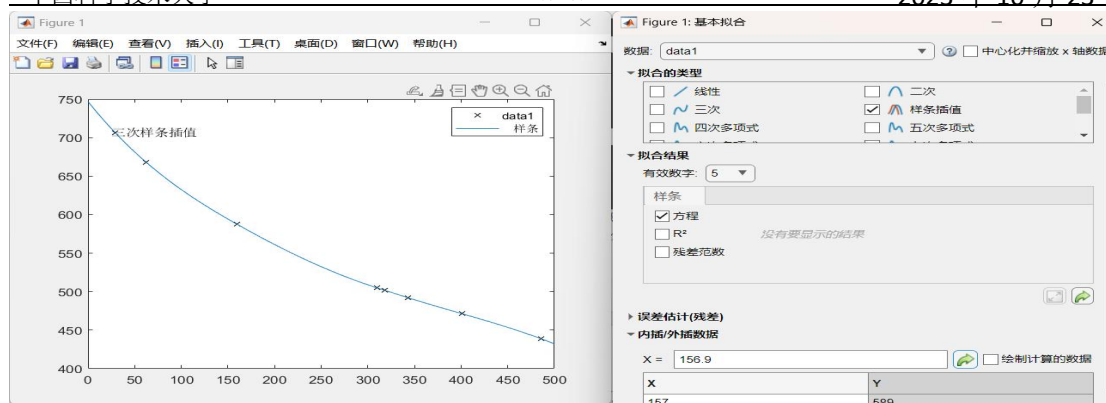 Figure 1
文件(F) 编辑(E) 查看(V) 插入(I) 工具(T) 桌面(D) 窗口(W) 帮助(H)
750
700
650
600
550
500
450
400
0 50 100 150 200 250 300 350 400 450 500
三次样条插值
data1
样条
Figure 1: 基本拟合
数据: data1 中心化并缩放 x 轴数据
拟合的类型
线性 二次
三次 样条插值
四次多项式 五次多项式
拟合结果
有效数字: 5
样条
方程
R²
没有要显示的结果
残差范数
误差估计(残差)
内插/外插数据
X = 156.9 绘制计算的数据
X Y
157 589